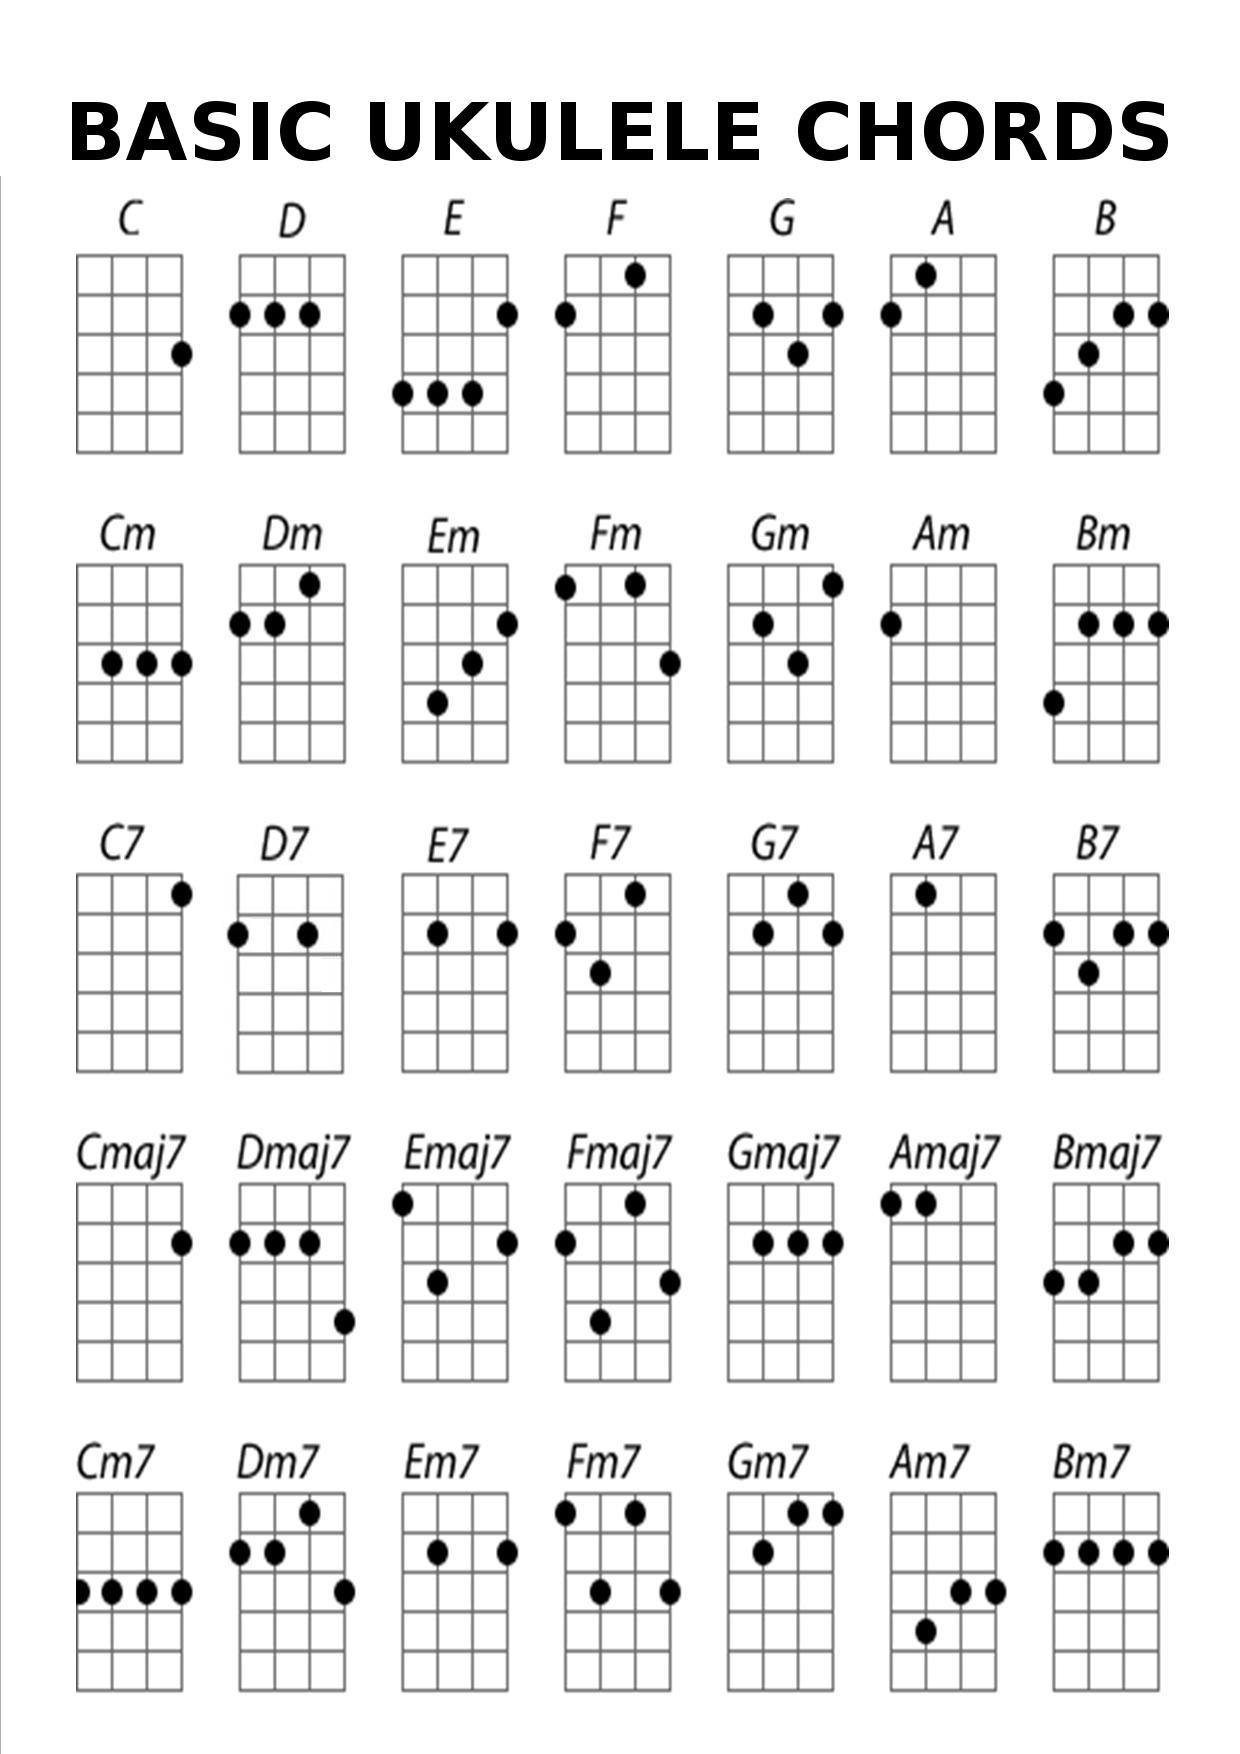 BASIC UKULELE CHORDS
C D E F G A B
Cm Dm Em Fm Gm Am Bm
C7 D7 E7 F7 G7 A7 B7
Cmaj7 Dmaj7 Emaj7 Fmaj7 Gmaj7 Amaj7 Bmaj7
Cm7 Dm7 Em7 Fm7 Gm7 Am7 Bm7